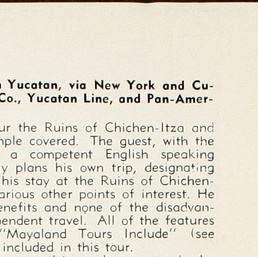 Yucatan, via New York and Cu-
Co., Yucatan Line, and Pan-Amer-
ur the Ruins of Chichen-Itza and
mple covered. The guest, with the
a competent English speaking
y plans his own trip, designating
his stay at the Ruins of Chichen-
arious other points of interest. He
enefits and none of the disadvan-
pendent travel. All of the features
"Mayaland Tours Include" (see
included in this tour.